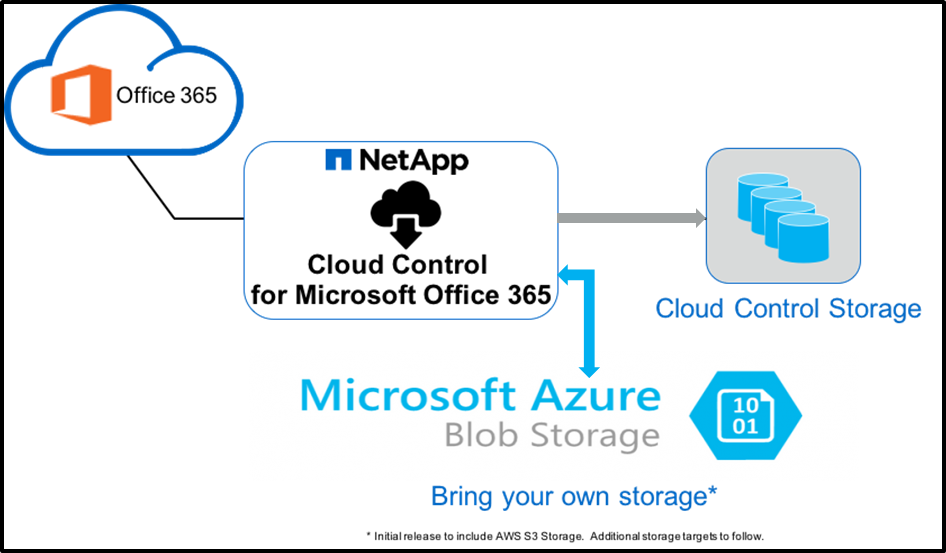 Office 365
NetApp
Cloud Control
for Microsoft Office 365
Cloud Control Storage
Microsoft Azure
Blob Storage
10
01
Bring your own storage*
* Initial release to include AWS S3 Storage. Additional storage targets to follow.